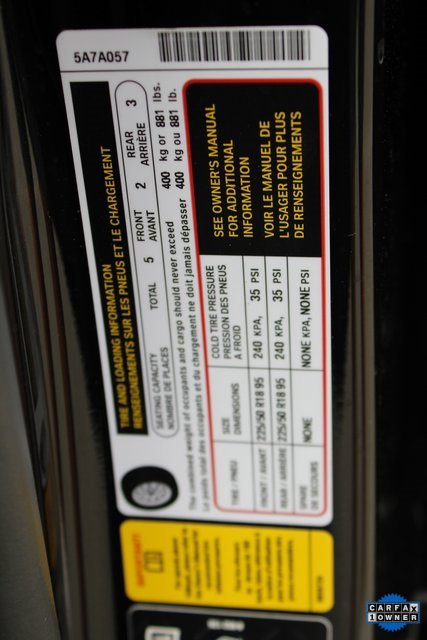 5A7A057
TIRE AND LOADING INFORMATION
RENSEIGNEMENTS SUR LES PNEUS ET LE CHARGEMENT
SEATING CAPACITY
NOMBRE DE PLACES
TOTAL 5
FRONT
AVANT
2
REAR
ARRIÈRE
3
The combined weight of occupants and cargo should never exceed 400 kg or 881 lbs.
Le poids total des occupants et du chargement ne doit jamais dépasser 400 kg ou 881 lb.
TIRE / PNEU
SIZE
DIMENSIONS
COLD TIRE PRESSURE
PRESSION DES PNEUS
A FROID
FRONT / AVANT 225/50 R18 95 240 KPA, 35 PSI
REAR / ARRIÈRE 225/50 R18 95 240 KPA, 35 PSI
SPARE
DE SECOURS
NONE NONE KPA, NONE PSI
SEE OWNER'S MANUAL
FOR ADDITIONAL
INFORMATION
VOIR LE MANUEL DE
L'USAGER POUR PLUS
DE RENSEIGNEMENTS
IMPORTANT!
CARFAX
1 OWNER